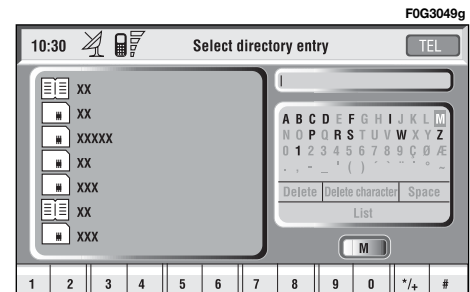 F0G3049g
10:30 Select directory entry TEL
XX
XX
XXXXX
XX
XXX
XX
XXX
A B C D E F G H I J K L M
N O P Q R S T U V W X Y Z
0 1 2 3 4 5 6 7 8 9 Ç Ø Æ
Delete Delete character Space
List
M
1 2 3 4 5 6 7 8 9 0 */+ #